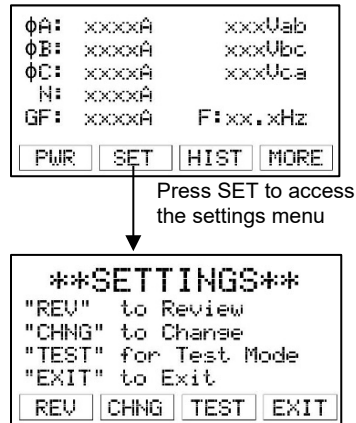 ϕA: xxxxA xxxVab
ϕB: xxxxA xxxVbc
ϕC: xxxxA xxxVca
N: xxxxA
GF: xxxxA F:xx.xHz
PWR SET HIST MORE
Press SET to access
the settings menu
**SETTINGS**
"REV" to Review
"CHNG" to Change
"TEST" for Test Mode
"EXIT" to Exit
REV CHNG TEST EXIT